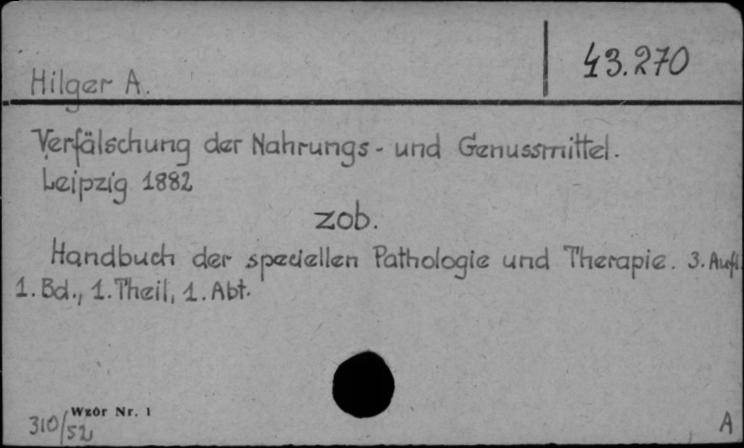 43.270
Hilger A.
Verfälschung der Nahrungs- und Genussmittel.
Leipzig 1882
zob.
Handbuch der speciellen Pathologie und Therapie. 3. Aufl.
1. Bd., 1. Theil, 1. Abt.
Wzór Nr. 1
310/52
A